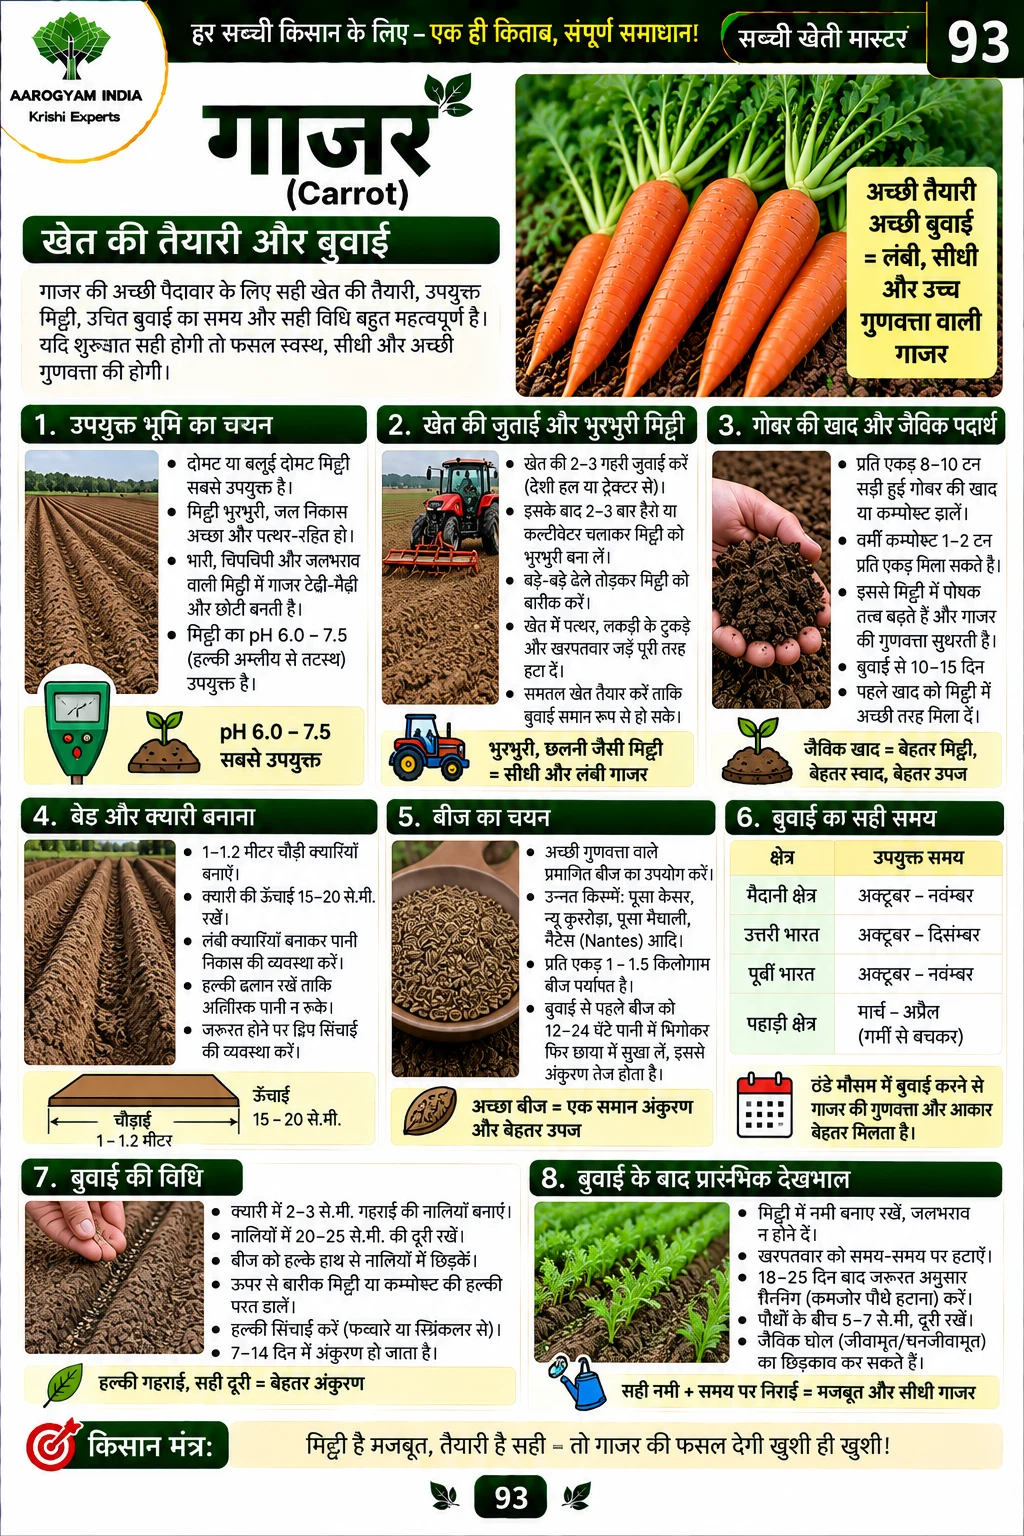 AAROGYAM INDIA
Krishi Experts
हर सब्ची किसान के लिए – एक ही किताब, संपूर्ण समाधान!
सब्ची खेती मास्टर
93
गाजर
(Carrot)
खेत की तैयारी और बुवाई
गाजर की अच्छी पैदावार के लिए सही खेत की तैयारी, उपयुक्त
मिट्टी, उचित बुवाई का समय और सही विधि बहुत महत्वपूर्ण है।
यदि शुरुआत सही होगी तो फसल स्वस्थ, सीधी और अच्छी
गुणवत्ता की होगी।
अच्छी तैयारी
अच्छी बुवाई
= लंबी, सीधी
और उच्च
गुणवत्ता वाली
गाजर
1. उपयुक्त भूमि का चयन
• दोमट या बलुई दोमट मिट्टी
सबसे उपयुक्त है।
• मिट्टी भुरभुरी, जल निकास
अच्छा और पत्थर-रहित हो।
• भारी, चिपचिपी और जलभराव
वाली मिट्टी में गाजर टेढ़ी-मैढ़ी
और छोटी बनती है।
• मिट्टी का pH 6.0 – 7.5
(हल्की अम्लीय से तटस्थ)
उपयुक्त है।
pH 6.0 – 7.5
सबसे उपयुक्त
2. खेत की जुताई और भुरभुरी मिट्टी
• खेत की 2–3 गहरी जुवाई करें
(देशी हल या ट्रेक्टर से)।
• इसके बाद 2–3 बार हैरो या
कल्टीवेटर चलाकर मिट्टी को
भुरभुरी बना लें।
• बड़े-बड़े ढेले तोड़कर मिट्टी को
बारीक करें।
• खेत में पत्थर, लकड़ी के टुकड़े
और खरपतवार जड़ें पूरी तरह
हटा दें।
• समतल खेत तैयार करें ताकि
बुवाई समान रूप से हो सके।
भुरभुरी, छलनी जैसी मिट्टी
= सीधी और लंबी गाजर
3. गोबर की खाद और जैविक पदार्थ
• प्रति एकड़ 8–10 टन
सड़ी हुई गोबर की खाद
या कम्पोस्ट डालें।
• वर्मी कम्पोस्ट 1–2 टन
प्रति एकड़ मिला सकते है।
• इससे मिट्टी में पोषक
तत्व बढ़ते हैं और गाजर
की गुणवत्ता सुधरती है।
• बुवाई से 10–15 दिन
• पहले खाद को मिट्टी में
अच्छी तरह मिला दें।
जैविक खाद = बेहतर मिट्टी,
बेहतर स्वाद, बेहतर उपज
4. बेड और क्यारी बनाना
• 1–1.2 मीटर चौड़ी क्यारियाँ
बनाएँ।
• क्यारी की ऊँचाई 15–20 से.मी.
रखें।
• लंबी क्यारियाँ बनाकर पानी
निकास की व्यवस्था करें।
• हल्की ढलान रखें ताकि
पानी न रूके।
• जरूरत होने पर ड्रिप सिंचाई
की व्यवस्था करें।
चौड़ाई
1 – 1.2 मीटर
ऊँचाई
15 – 20 से.मी.
5. बीज का चयन
• अच्छी गुणवत्ता वाले
प्रमाणित बीज का उपयोग करें।
• उन्नत किस्में: पूसा केसर,
न्यू कुररोड़ा, पूसा मैचाली,
मैटेस (Nantes) आदि।
• प्रति एकड़ 1 – 1.5 किलोगाम
बीज पर्यापत है।
• बुवाई से पहले बीज को
12–24 घंटे पानी में भिगोकर
फिर छाया में सुखा लें, इससे
अंकुरण तेज होता है।
अच्छा बीज = एक समान अंकुरण
और बेहतर उपज
6. बुवाई का सही समय
क्षेत्र उपयुक्त समय
मैदानी क्षेत्र अक्टूबर – नवंम्बर
उत्तरी भारत अक्टूबर – दिसंम्बर
पूर्वी भारत अक्टूबर – नवंम्बर
पहाड़ी क्षेत्र मार्च – अप्रैल
(गर्मी से बचकर)
ठंडे मौसम में बुवाई करने से
गाजर की गुणवत्ता और आकार
बेहतर मिलता है।
7. बुवाई की विधि
• क्यारी में 2–3 से.मी. गहराई की नालियाँ बनाएं।
• नालियों में 20–25 से.मी. की दूरी रखें।
• बीज को हल्के हाथ से नालियों में छिड़कें।
• ऊपर से बारीक मिट्टी या कम्पोस्ट की हल्की
परत डालें।
• हल्की सिंचाई करें (फव्वारे या स्प्रिंकलर से)।
• 7–14 दिन में अंकुरण हो जाता है।
हल्की गहराई, सही दूरी = बेहतर अंकुरण
8. बुवाई के बाद प्रारंभिक देखभाल
• मिट्टी में नमी बनाए रखें, जलभराव
न होने दें।
• खरपतवार को समय-समय पर हटाएँ।
• 18–25 दिन बाद जरूरत
(कमजोर पौधे हटाना) करें।
• पौधों के बीच 5–7 से.मी, दूरी रखें।
• जैविक घोल (जीवामृत/घनजीवामृत)
का छिड़काव कर सकते हैं।
सही नमी + समय पर निराई = मजबूत और सीधी गाजर
किसान मंत्र:
मिट्टी है मजबूत, तैयारी है सही – तो गाजर की फसल देगी खुशी ही खुशी!
93